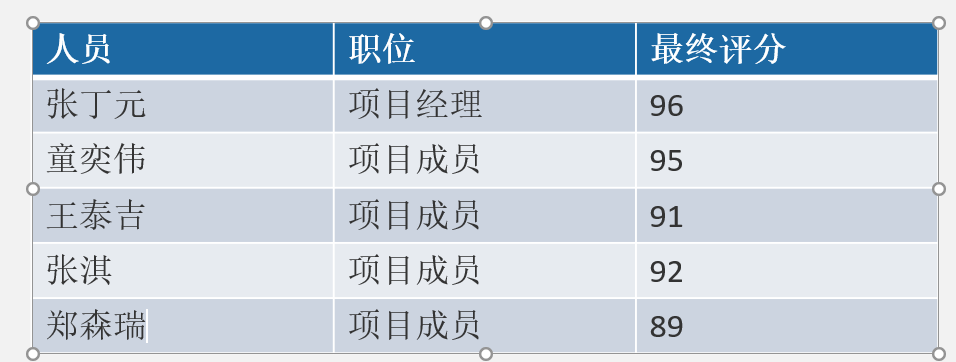 人员 职位 最终评分
张丁元 项目经理 96
童奕伟 项目成员 95
王泰吉 项目成员 91
张淇 项目成员 92
郑森瑞 项目成员 89